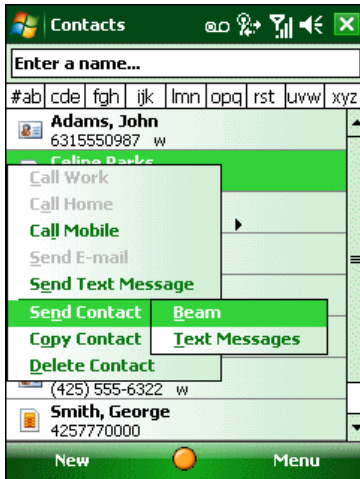 Contacts
Enter a name...
#ab cde fgh ijk lmn opq rst uvw xyz
Adams, John
6315550987 w
Celine Parks
Call Work
Call Home
Call Mobile
Send E-mail
Send Text Message
Send Contact
Beam
Copy Contact
Text Messages
Delete Contact
(425) 555-6322 w
Smith, George
4257770000
New
Menu